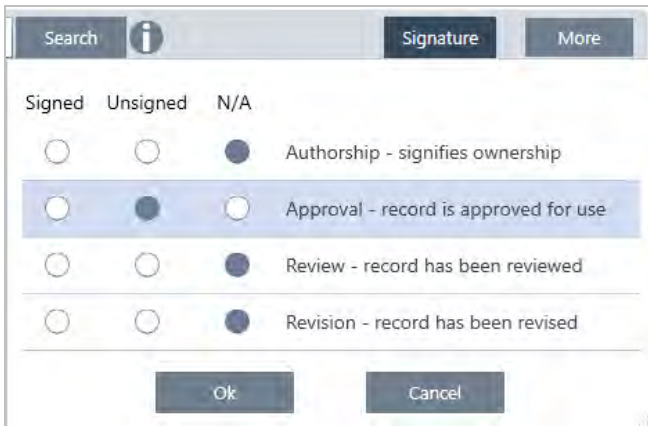 Search i Signature More
Signed Unsigned N/A
Authorship - signifies ownership
Approval - record is approved for use
Review - record has been reviewed
Revision - record has been revised
Ok Cancel